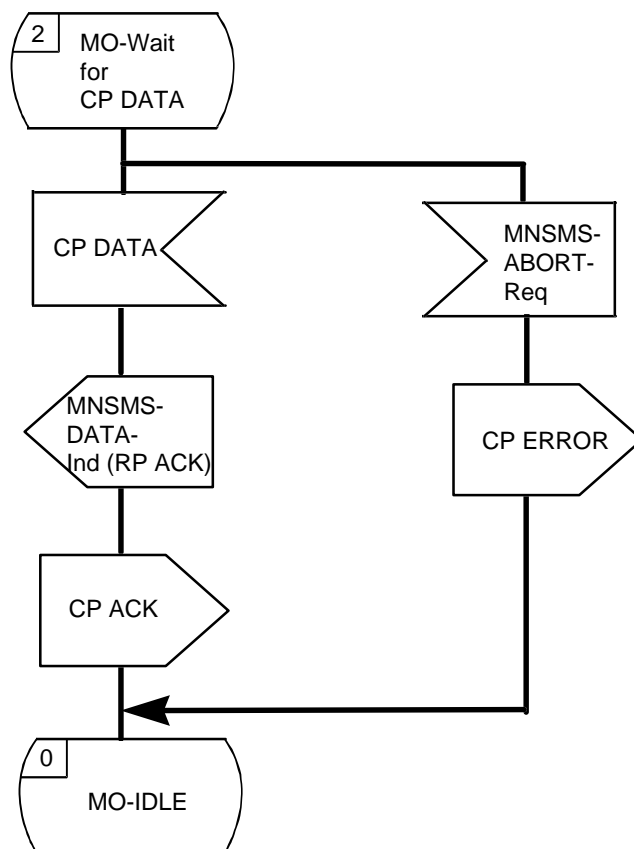 2
MO-Wait
for
CP DATA
CP DATA
MNSMS-
ABORT-
Req
MNSMS-
DATA-
Ind (RP ACK)
CP ERROR
CP ACK
0
MO-IDLE